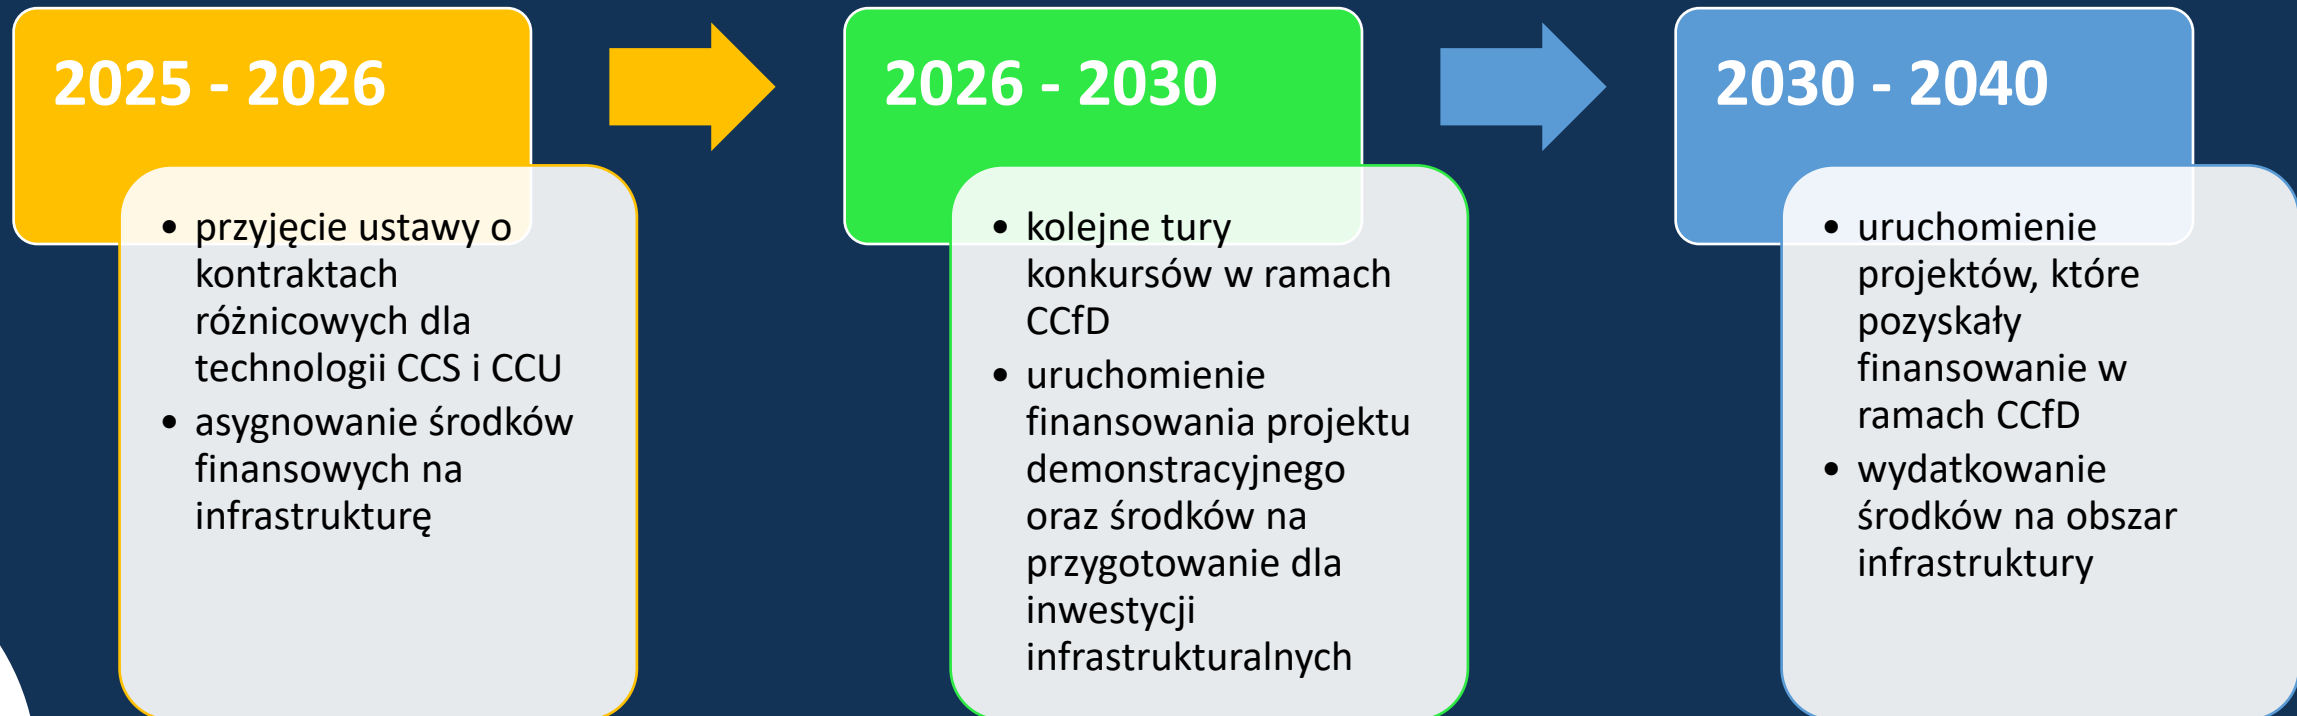 2025 - 2026
• przyjęcie ustawy o
kontraktach
różnicowych dla
technologii CCS i CCU
• asygnowanie środków
finansowych na
infrastrukturę
2026 - 2030
• kolejne tury
konkursów w ramach
CCfD
• uruchomienie
finansowania projektu
demonstracyjnego
oraz środków na
przygotowanie dla
inwestycji
infrastrukturalnych
2030 - 2040
• uruchomienie
projektów, które
pozyskały
finansowanie w
ramach CCfD
• wydatkowanie
środków na obszar
infrastruktury